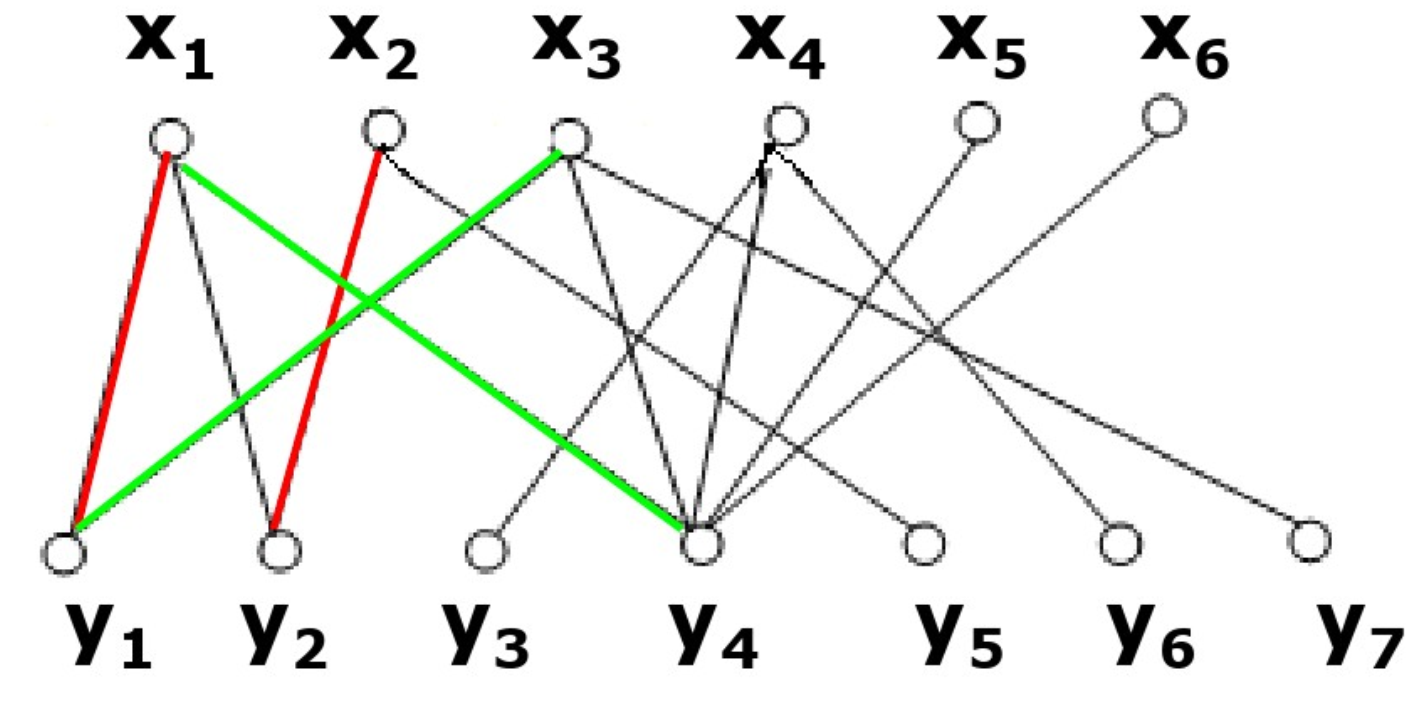 x₁ x₂ x₃ x₄ x₅ x₆
y₁ y₂ y₃ y₄ y₅ y₆ y₇